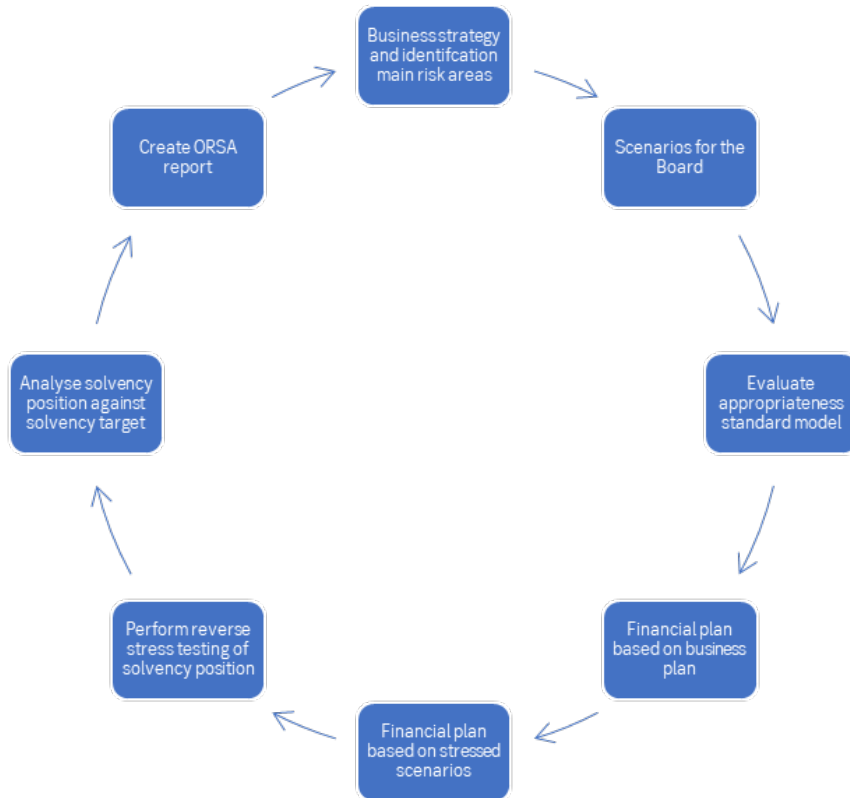 Business strategy
and identifcation
main risk areas
Scenarios for the
Board
Evaluate
appropriateness
standard model
Financial plan
based on business
plan
Financial plan
based on stressed
scenarios
Perform reverse
stress testing of
solvency position
Analyse solvency
position against
solvency target
Create ORSA
report